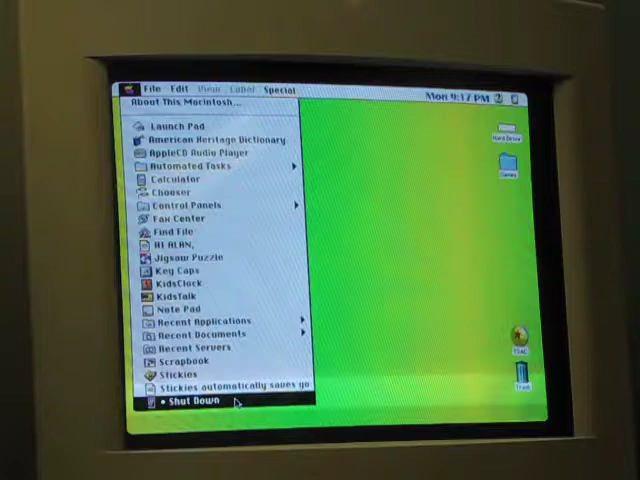 File Edit View Label Special Mon 9:17 PM
About This Macintosh...
Launch Pad
American Heritage Dictionary
AppleCD Audio Player
Automated Tasks
Calculator
Chooser
Control Panels
Fax Center
Find File
HI ALAN,
Jigsaw Puzzle
Key Caps
KidsClock
KidsTalk
Note Pad
Recent Applications
Recent Documents
Recent Servers
Scrapbook
Stickies
Stickies automatically saves yo
• Shut Down
Hard Drive
Games
Trash